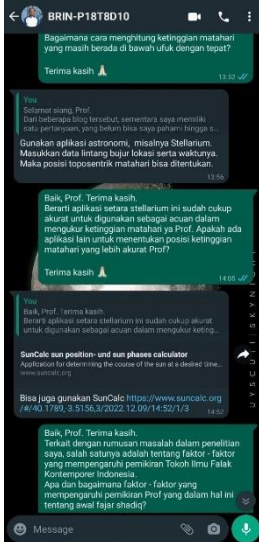 BRIN-P18T8D10
Bagaimana cara menghitung ketinggian matahari
yang masih berada di bawah ufuk dengan tepat?
Terima kasih 🙏
13:52
You
Selamat siang, Prof.
Dari beberapa blog tersebut, sementara saya memiliki
satu pertanyaan, yang belum bisa saya pahami hingga s...
Gunakan aplikasi astronomi, misalnya Stellarium.
Masukkan data lintang bujur lokasi serta waktunya.
Maka posisi toposentrik matahari bisa ditentukan.
13:56
Baik, Prof. Terima kasih.
Berarti aplikasi setara stellarium ini sudah cukup
akurat untuk digunakan sebagai acuan dalam
mengukur ketinggian matahari ya Prof. Apakah ada
aplikasi lain untuk menentukan posisi ketinggian
matahari yang lebih akurat Prof?
Terima kasih 🙏
14:05
You
Baik, Prof. Terima kasih.
Berarti aplikasi setara stellarium ini sudah cukup
akurat untuk digunakan sebagai acuan dalam mengukur keting...
SunCalc sun position- und sun phases calculator
Application for determining the course of the sun at a desired time...
www.suncalc.org
Bisa juga gunakan SunCalc https://www.suncalc.org
/#/40.1789,-3.5156,3/2022.12.09/14:52/1/3
14:52
Baik, Prof. Terima kasih.
Terkait dengan rumusan masalah dalam penelitian
saya, salah satunya adalah tentang faktor - faktor
yang mempengaruhi pemikiran Tokoh Ilmu Falak
Kontemporer Indonesia.
Apa dan bagaimana faktor - faktor yang
mempengaruhi pemikiran Prof yang dalam hal ini
tentang awal fajar shadiq?
Message